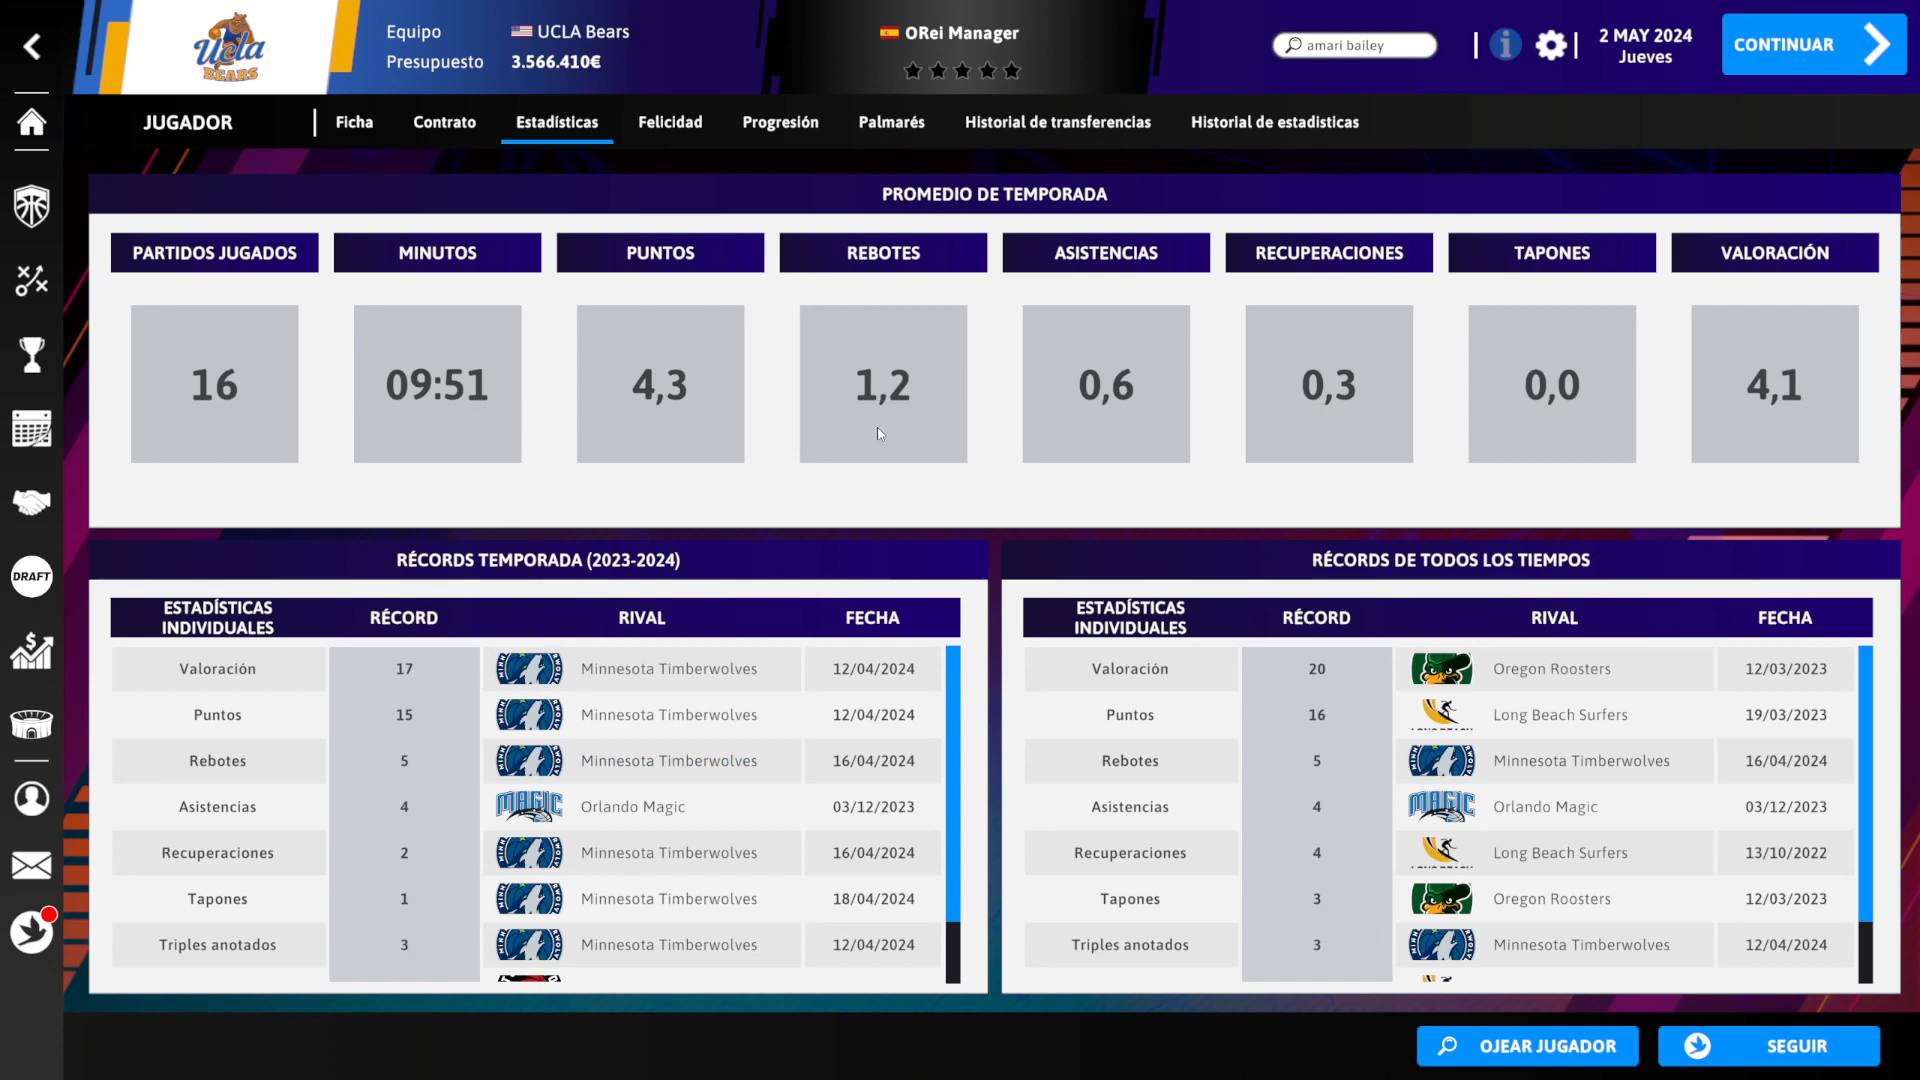 Ucla
BEARS
Equipo
UCLA Bears
Presupuesto
3.566.410€
ORei Manager
amari bailey
2 MAY 2024
Jueves
CONTINUAR
JUGADOR
Ficha
Contrato
Estadísticas
Felicidad
Progresión
Palmarés
Historial de transferencias
Historial de estadisticas
PROMEDIO DE TEMPORADA
PARTIDOS JUGADOS
MINUTOS
PUNTOS
REBOTES
ASISTENCIAS
RECUPERACIONES
TAPONES
VALORACIÓN
16
09:51
4,3
1,2
0,6
0,3
0,0
4,1
DRAFT
RÉCORDS TEMPORADA (2023-2024)
ESTADÍSTICAS INDIVIDUALES RÉCORD RIVAL FECHA
Valoración 17 Minnesota Timberwolves 12/04/2024
Puntos 15 Minnesota Timberwolves 12/04/2024
Rebotes 5 Minnesota Timberwolves 16/04/2024
Asistencias 4 MAGIC Orlando Magic 03/12/2023
Recuperaciones 2 Minnesota Timberwolves 16/04/2024
Tapones 1 Minnesota Timberwolves 18/04/2024
Triples anotados 3 Minnesota Timberwolves 12/04/2024
RÉCORDS DE TODOS LOS TIEMPOS
ESTADÍSTICAS INDIVIDUALES RÉCORD RIVAL FECHA
Valoración 20 Oregon Roosters 12/03/2023
Puntos 16 Long Beach Surfers 19/03/2023
Rebotes 5 Minnesota Timberwolves 16/04/2024
Asistencias 4 MAGIC Orlando Magic 03/12/2023
Recuperaciones 4 Long Beach Surfers 13/10/2022
Tapones 3 Oregon Roosters 12/03/2023
Triples anotados 3 Minnesota Timberwolves 12/04/2024
OJEAR JUGADOR
SEGUIR